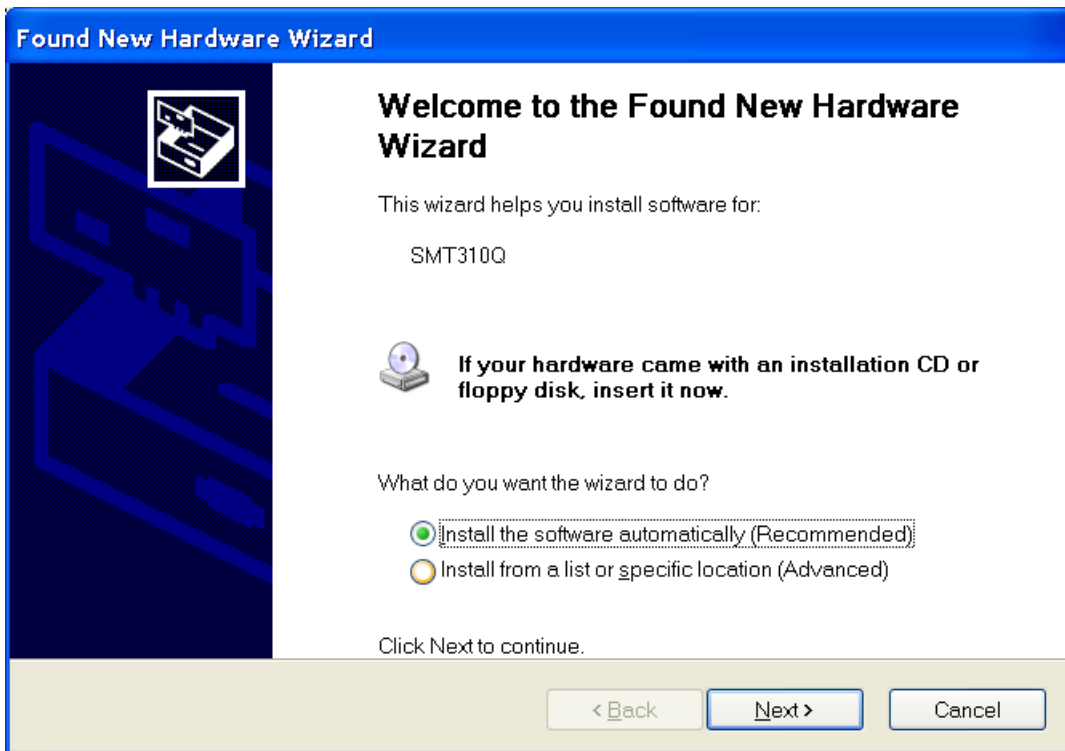 Found New Hardware Wizard
Welcome to the Found New Hardware
Wizard
This wizard helps you install software for:
SMT310Q
If your hardware came with an installation CD or
floppy disk, insert it now.
What do you want the wizard to do?
Install the software automatically (Recommended)
Install from a list or specific location (Advanced)
Click Next to continue.
< Back
Next >
Cancel